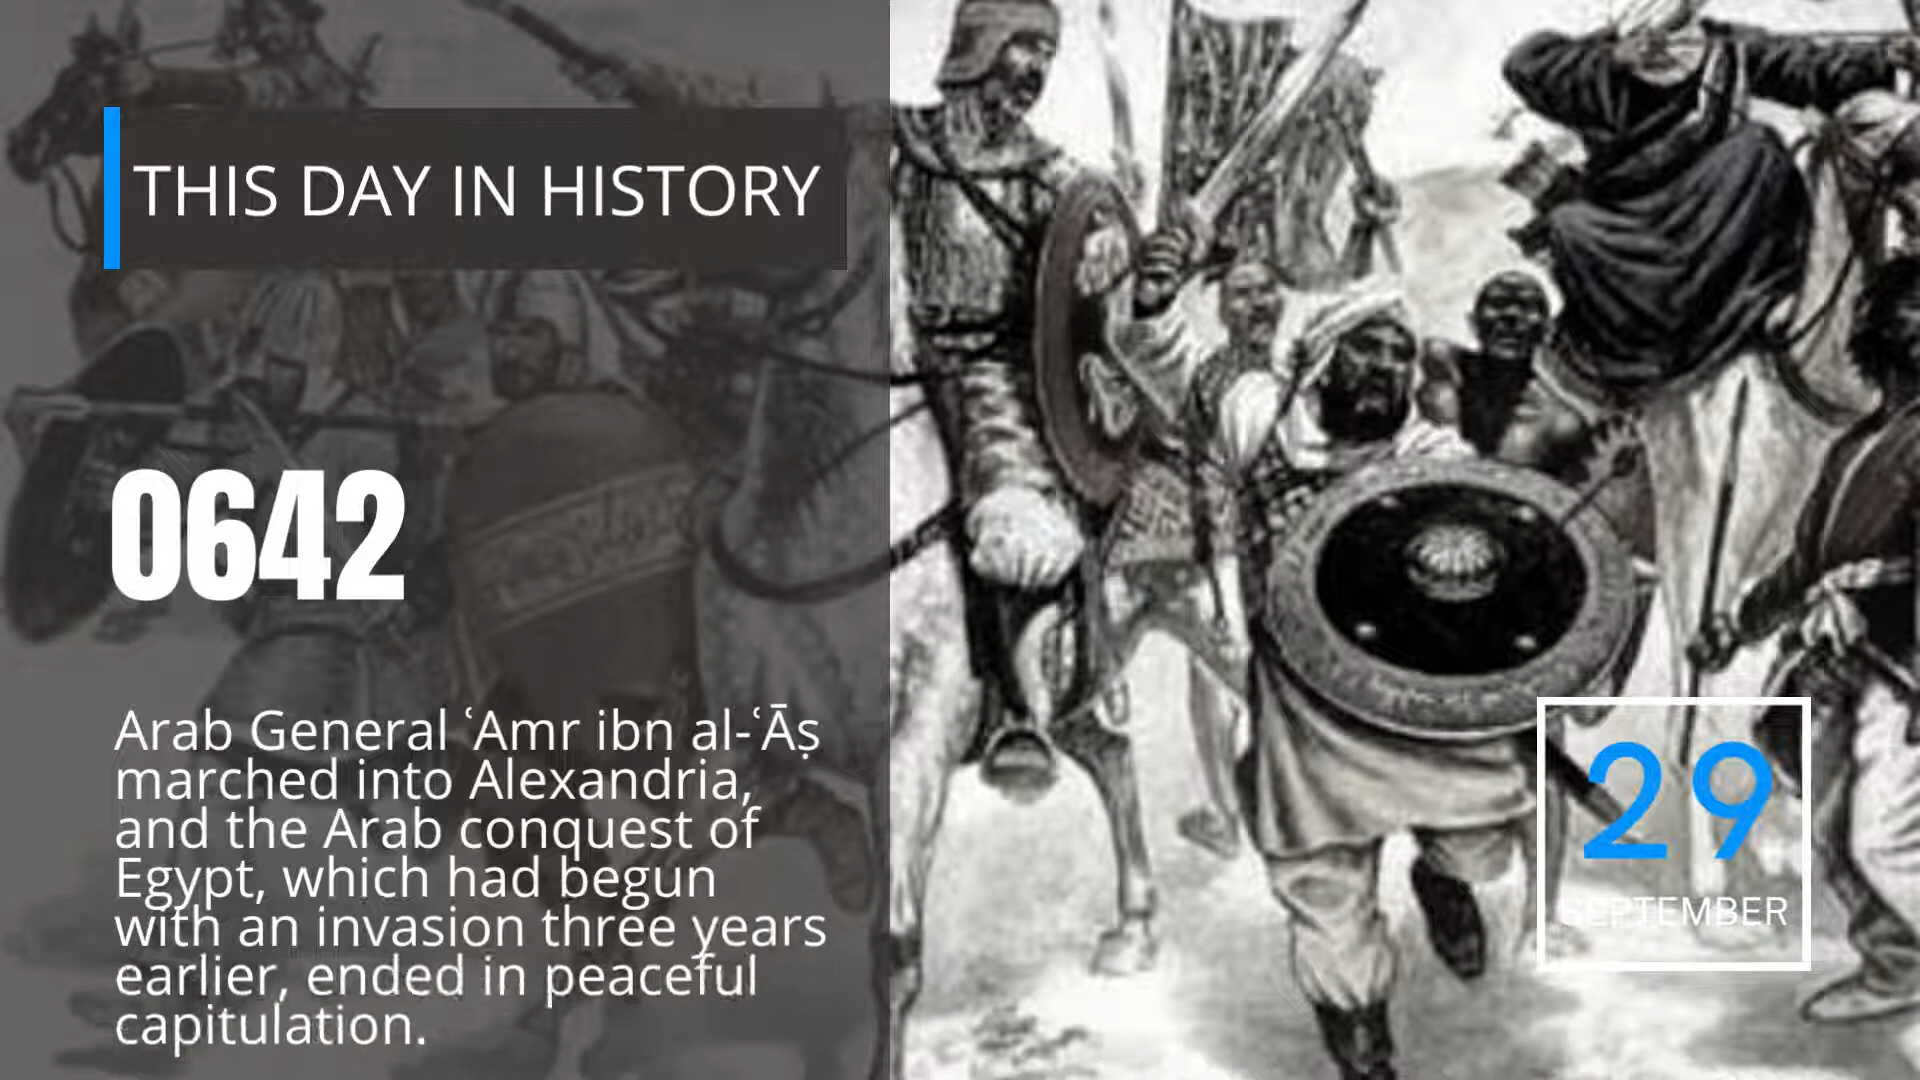 THIS DAY IN HISTORY
0642
Arab General ʿAmr ibn al-ʿĀṣ
marched into Alexandria,
and the Arab conquest of
Egypt, which had begun
with an invasion three years
earlier, ended in peaceful
capitulation.
29
SEPTEMBER